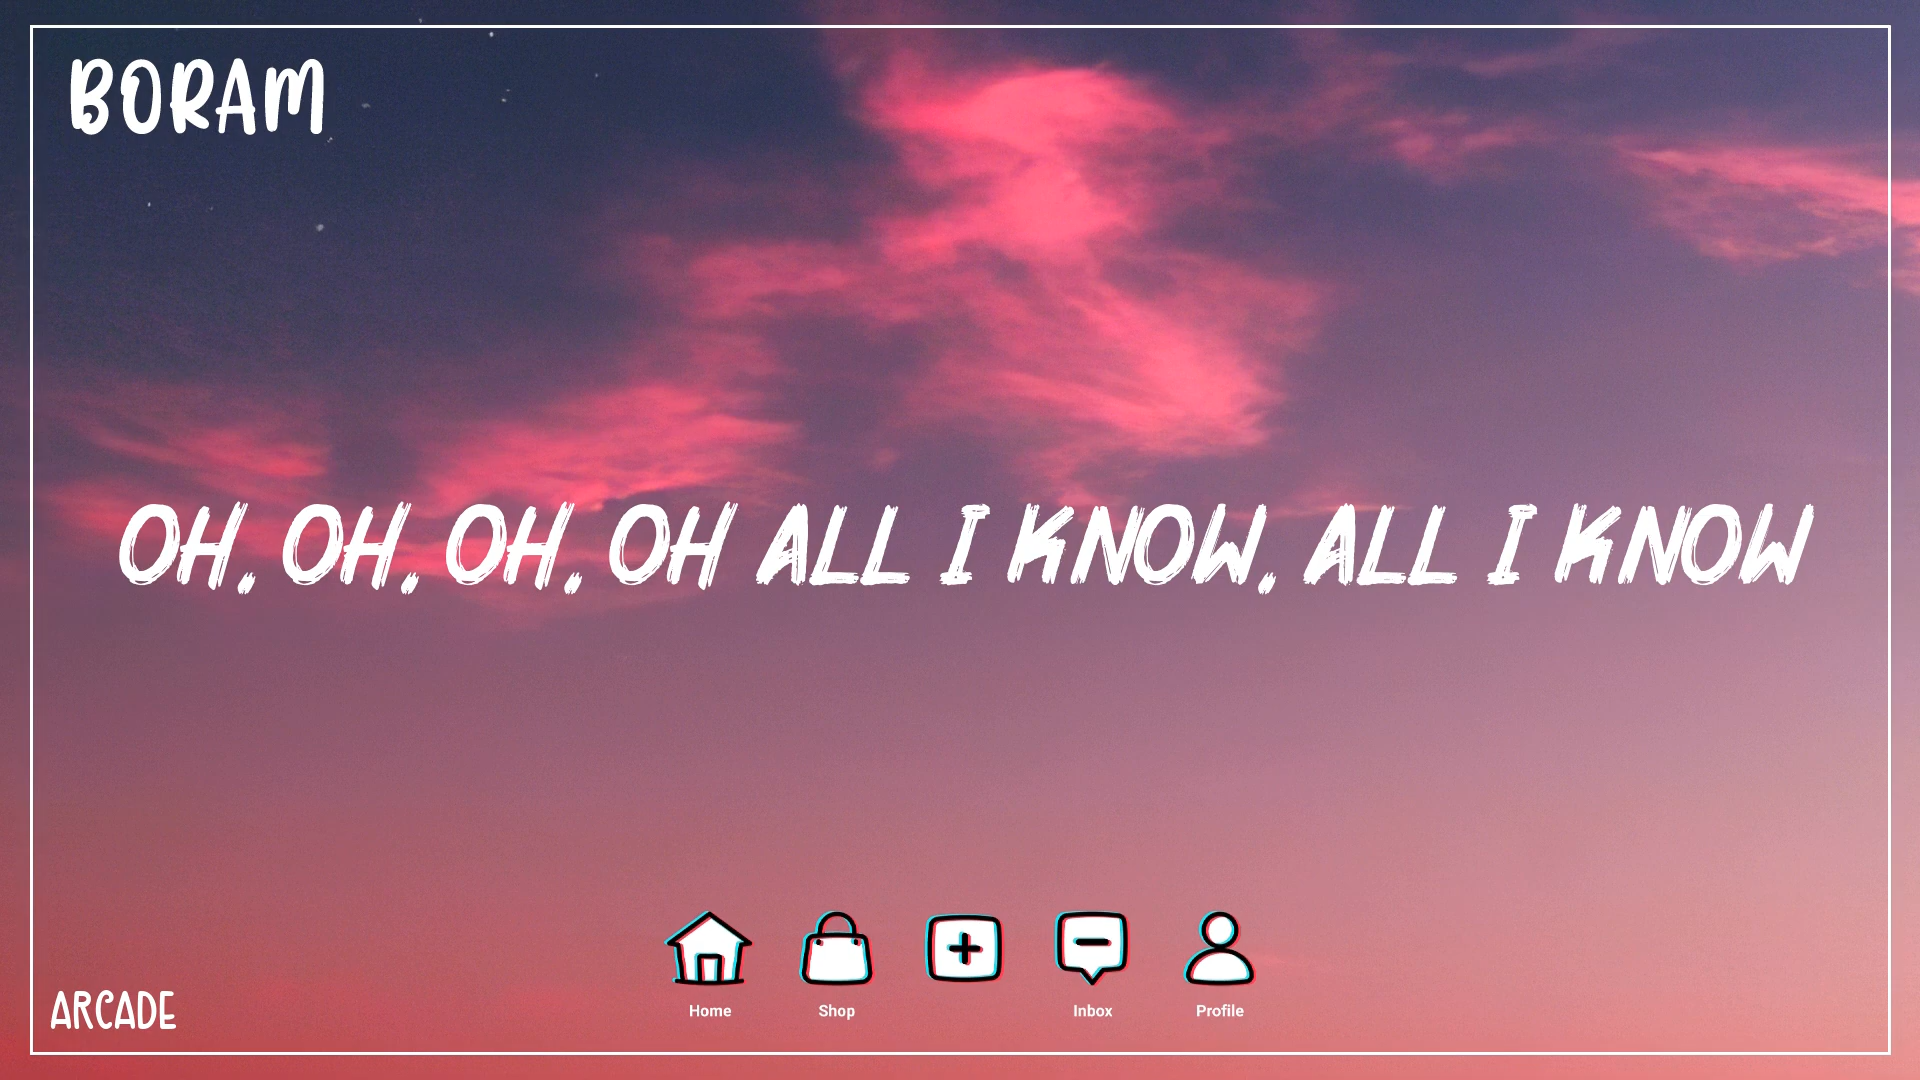 BORAM
OH, OH, OH, OH ALL I KNOW, ALL I KNOW
Home Shop Inbox Profile
ARCADE